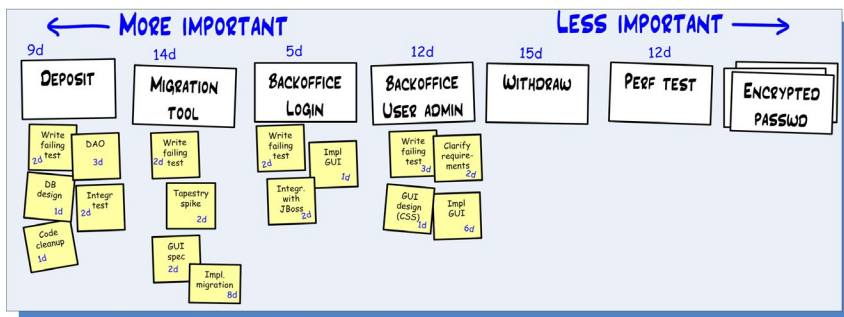 MORE IMPORTANT
LESS IMPORTANT
9d
14d
5d
12d
15d
12d
DEPOSIT
MIGRATION
TOOL
BACKOFFICE
LOGIN
BACKOFFICE
USER ADMIN
WITHDRAW
PERF TEST
ENCRYPTED
PASSWD
Write
failing
test
2d
DAO
3d
DB
design
1d
Integr
test
2d
Code
cleanup
1d
Write
failing
test
2d
Tapestry
spike
2d
GUI
spec
2d
Impl.
migration
8d
Write
failing
test
2d
Impl
GUI
1d
Integr.
with
JBoss
2d
Write
failing
test
3d
Clarify
require-
ments
2d
GUI
design
(CSS)
1d
Impl
GUI
6d